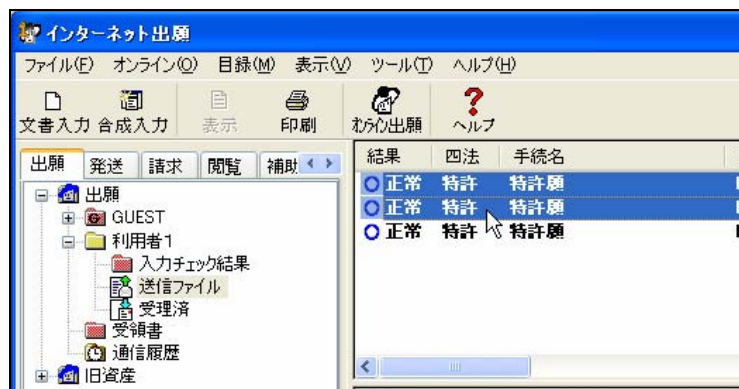 インターネット出願
ファイル(F) オンライン(O) 目録(M) 表示(V) ツール(T) ヘルプ(H)
文書入力 合成入力 表示 印刷 オンライン出願 ヘルプ
出願 発送 請求 閲覧 補助
結果 四法 手続名
正常 特許 特許願
正常 特許 特許願
正常 特許 特許願
出願
GUEST
利用者1
入力チェック結果
送信ファイル
受理済
受領書
通信履歴
旧資産